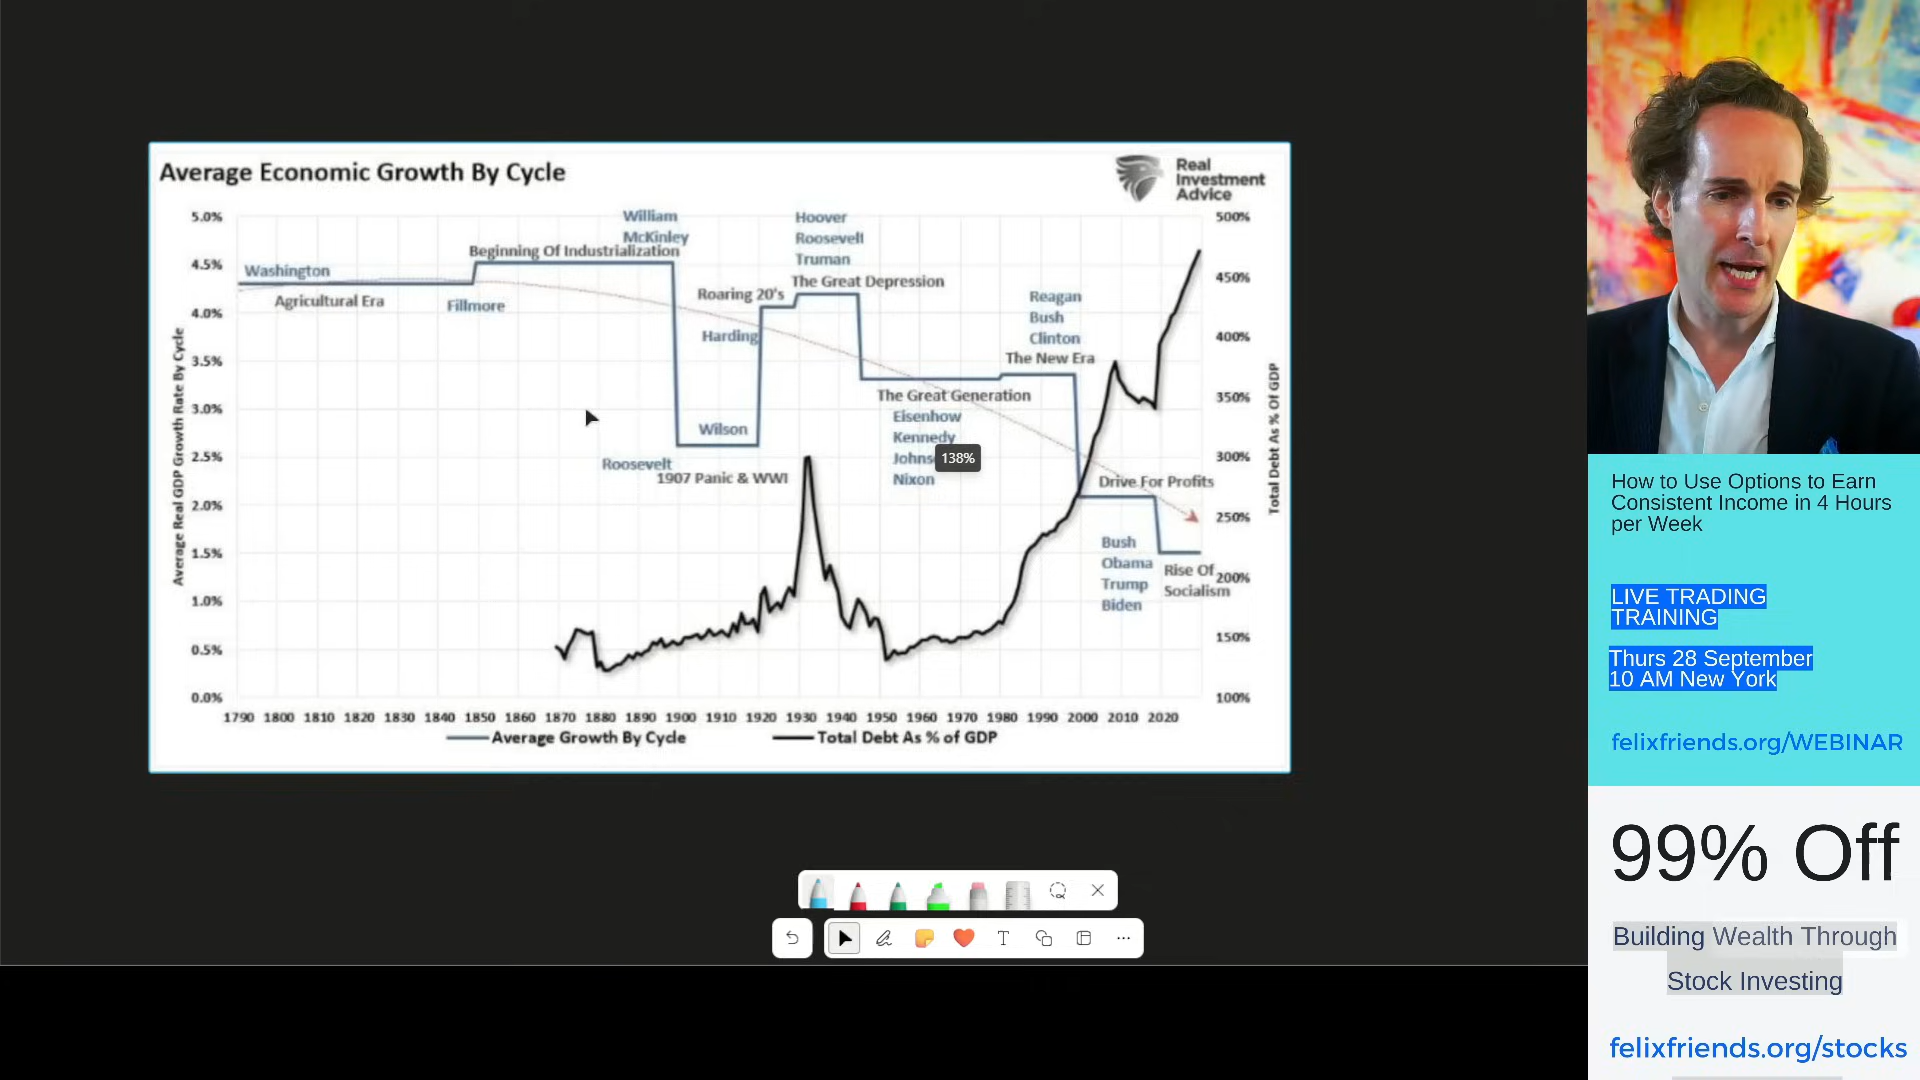 Average Economic Growth By Cycle
Real
Investment
Advice
5.0%
4.5%
4.0%
3.5%
3.0%
2.5%
2.0%
1.5%
1.0%
0.5%
0.0%
Average Real GDP Growth Rate By Cycle
500%
450%
400%
350%
300%
250%
200%
150%
100%
Total Debt As % Of GDP
Washington
Agricultural Era
Fillmore
William
McKinley
Beginning Of Industrialization
Roosevelt
Wilson
1907 Panic & WWI
Roaring 20's
Harding
Hoover
Roosevelt
Truman
The Great Depression
The Great Generation
Eisenhow
Kennedy
Johns
Nixon
138%
Reagan
Bush
Clinton
The New Era
Drive For Profits
Bush
Obama
Trump
Biden
Rise Of
Socialism
1790 1800 1810 1820 1830 1840 1850 1860 1870 1880 1890 1900 1910 1920 1930 1940 1950 1960 1970 1980 1990 2000 2010 2020
Average Growth By Cycle
Total Debt As % of GDP
T
How to Use Options to Earn
Consistent Income in 4 Hours
per Week
LIVE TRADING
TRAINING
Thurs 28 September
10 AM New York
felixfriends.org/WEBINAR
99% Off
Building Wealth Through
Stock Investing
felixfriends.org/stocks